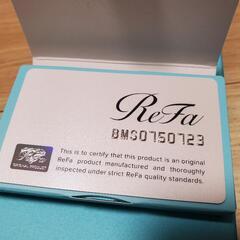 ReFa
BMS0750723
This is to certify that this product is an original
ReFa product manufactured and thoroughly
inspected under strict ReFa quality standards.